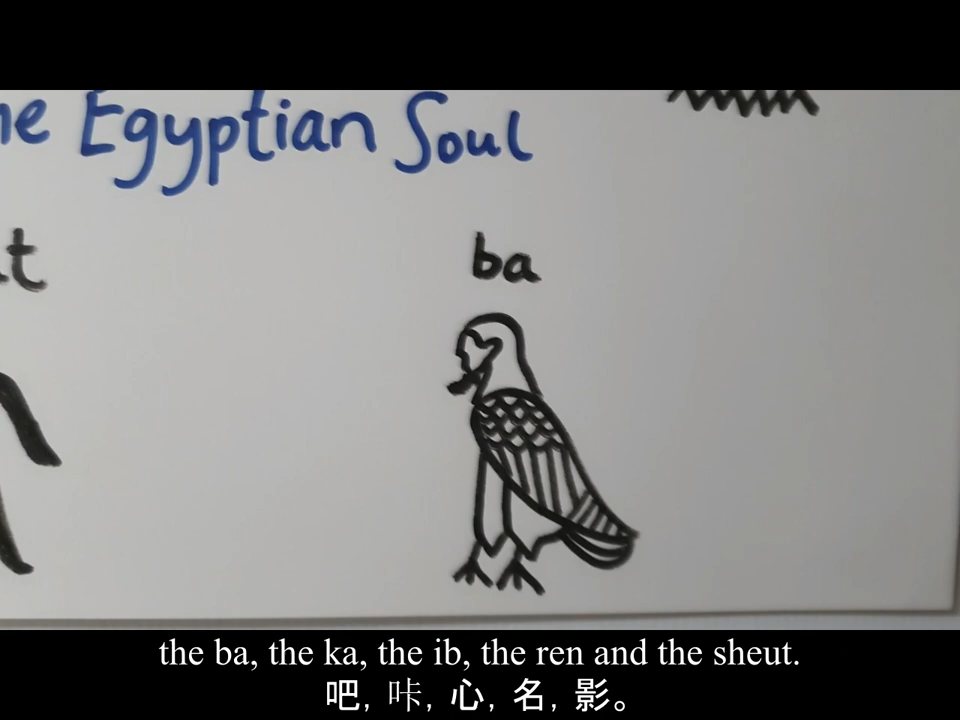 he Egyptian Soul
t
ba
the ba, the ka, the ib, the ren and the sheut.
吧, 咔, 心, 名, 影。